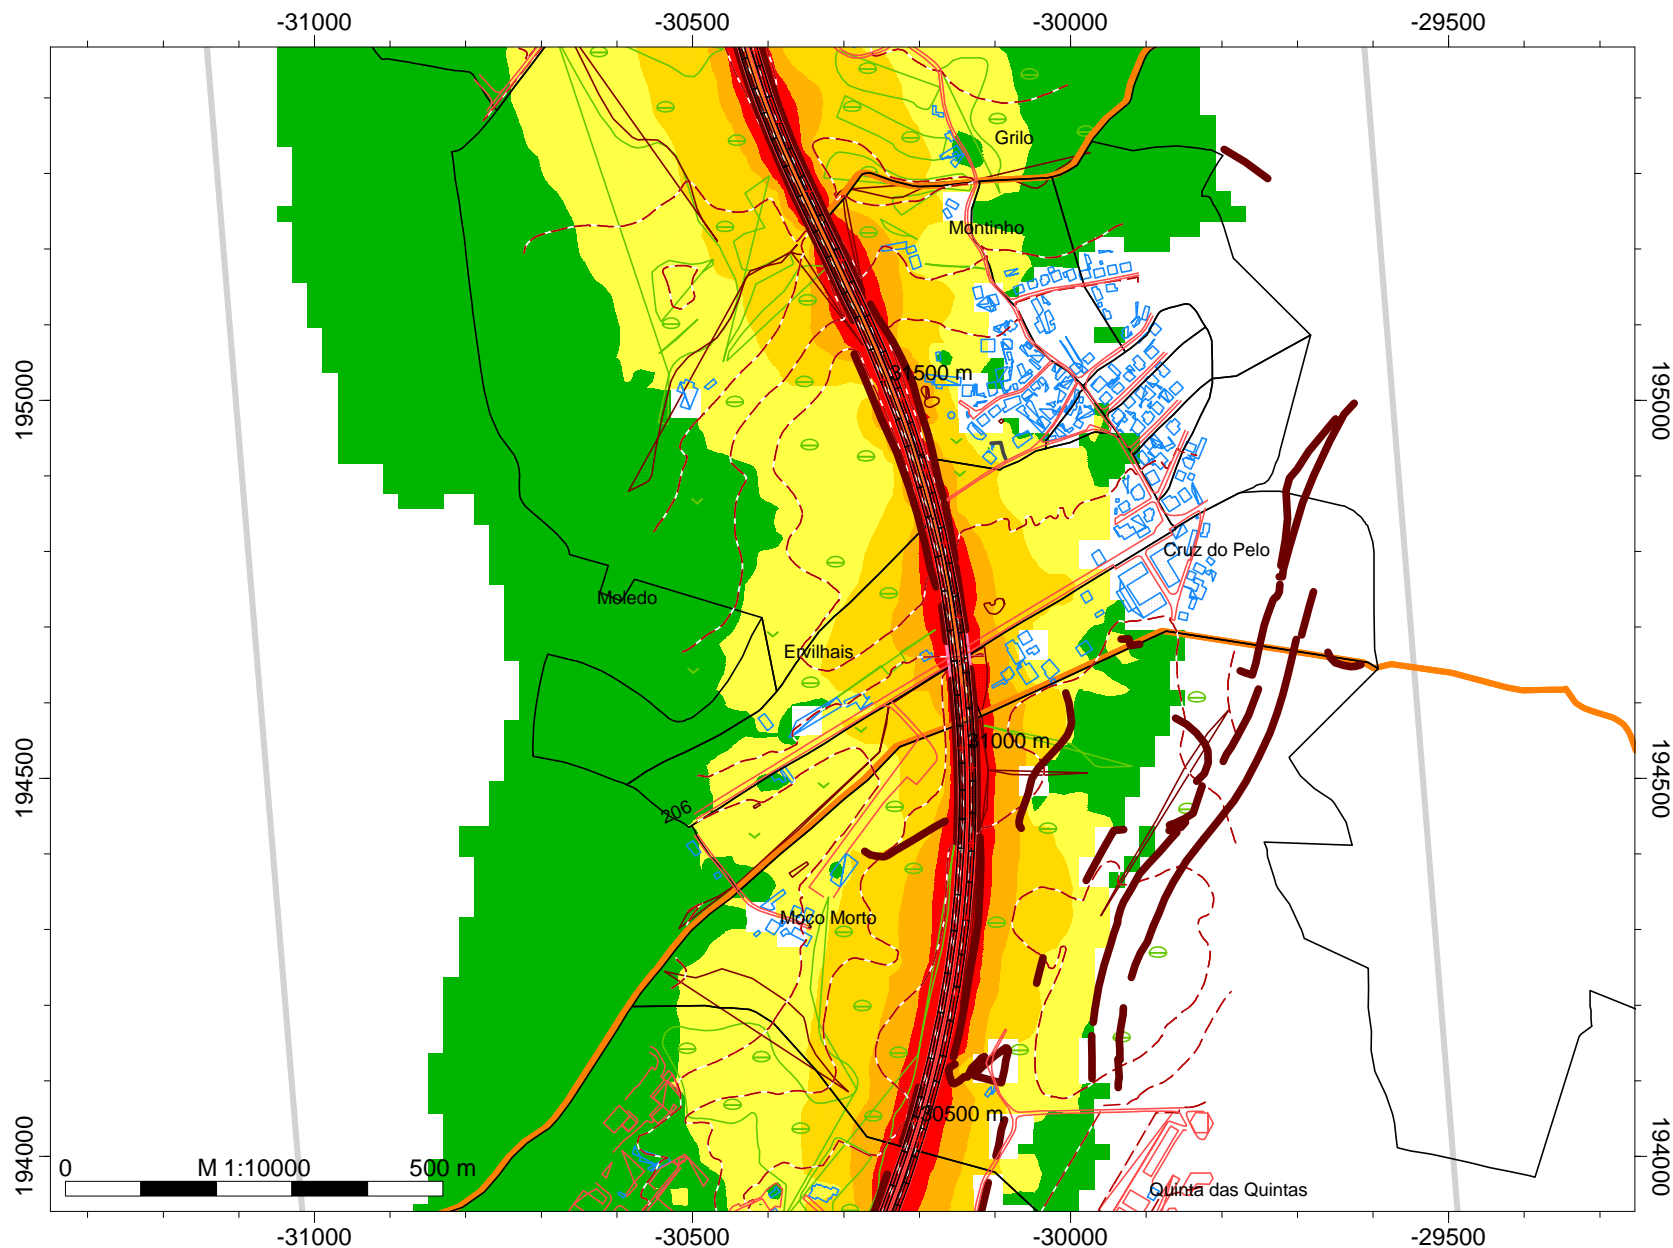 -31000 -30500 -30000 -29500
Grilo
Montinho
195000 31500 m 195000
Cruz do Pelo
Moledo
Ervilhais
31000 m
194500 194500
206
Moço Morto
30500 m
194000 194000
0 M 1:10000 500 m
Quinta das Quintas
-31000 -30500 -30000 -29500